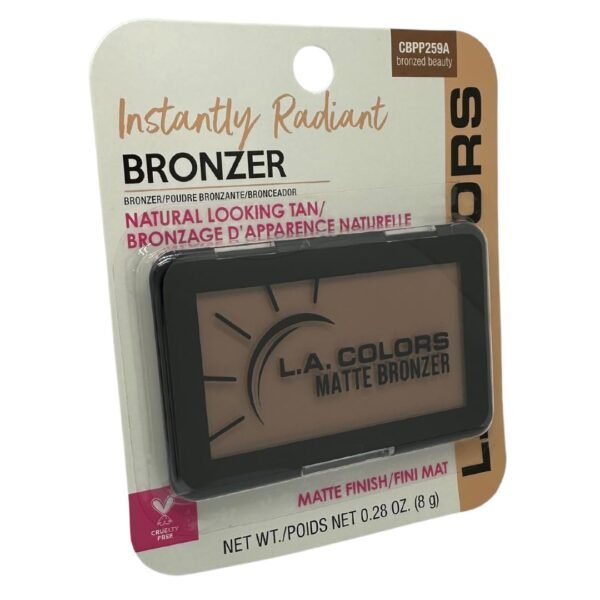 CBPP259A
bronzed beauty
Instantly Radiant
BRONZER
BRONZER/POUDRE BRONZANTE/BRONCEADOR
NATURAL LOOKING TAN/
BRONZAGE D'APPARENCE NATURELLE
L.A. COLORS
MATTE BRONZER
MATTE FINISH/FINI MAT
CRUELTY
FREE
NET WT./POIDS NET 0.28 OZ. (8 g)
ORS